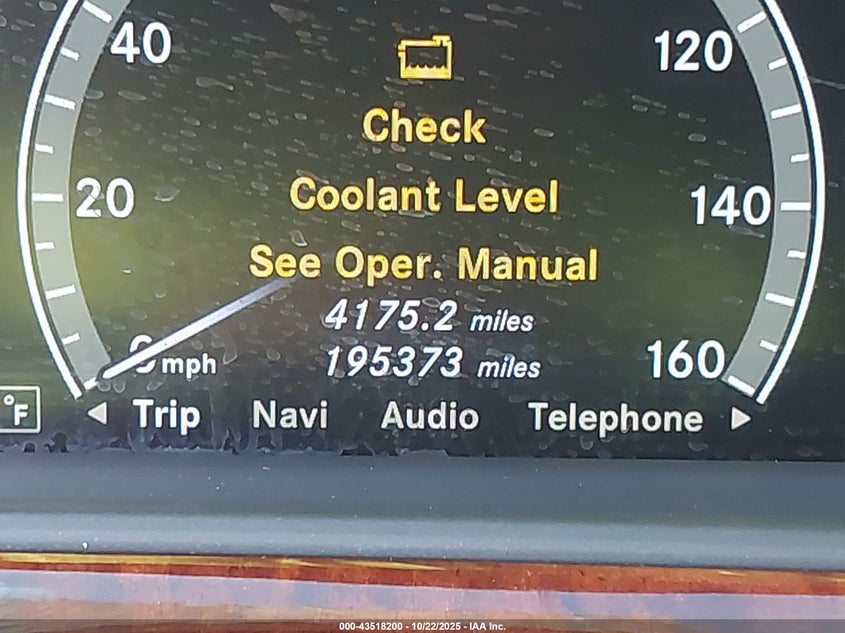 40
120
Check
20
Coolant Level
140
See Oper. Manual
4175.2 miles
0 mph
195373 miles
160
°F
Trip Navi Audio Telephone
000-43518200 - 10/22/2025 - IAA Inc.